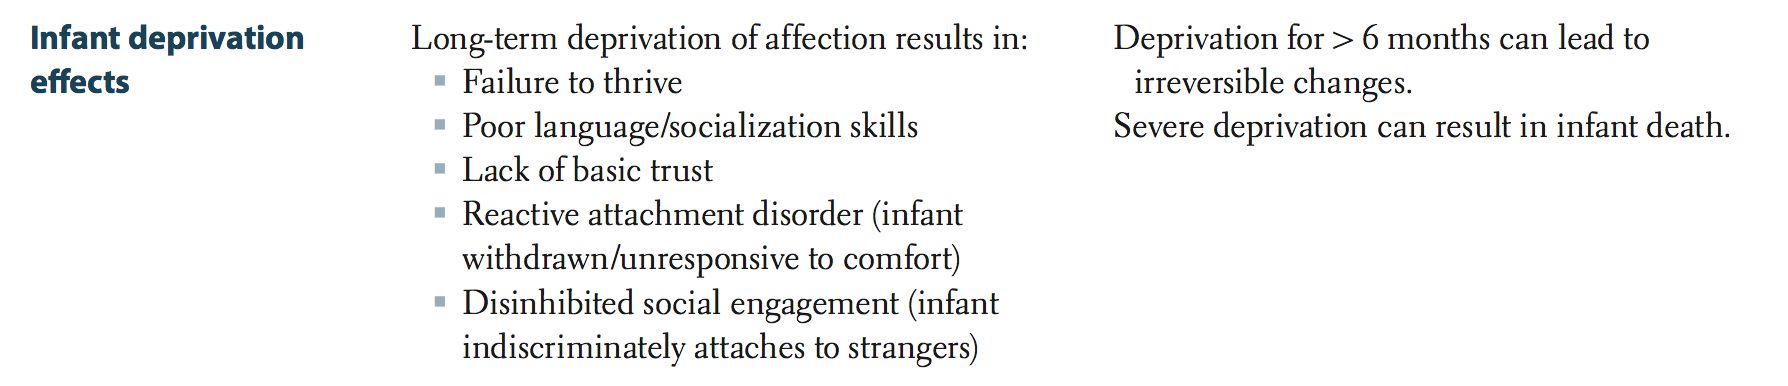 Infant deprivation
effects
Long-term deprivation of affection results in:
▪ Failure to thrive
▪ Poor language/socialization skills
▪ Lack of basic trust
▪ Reactive attachment disorder (infant
withdrawn/unresponsive to comfort)
▪ Disinhibited social engagement (infant
indiscriminately attaches to strangers)
Deprivation for > 6 months can lead to
irreversible changes.
Severe deprivation can result in infant death.